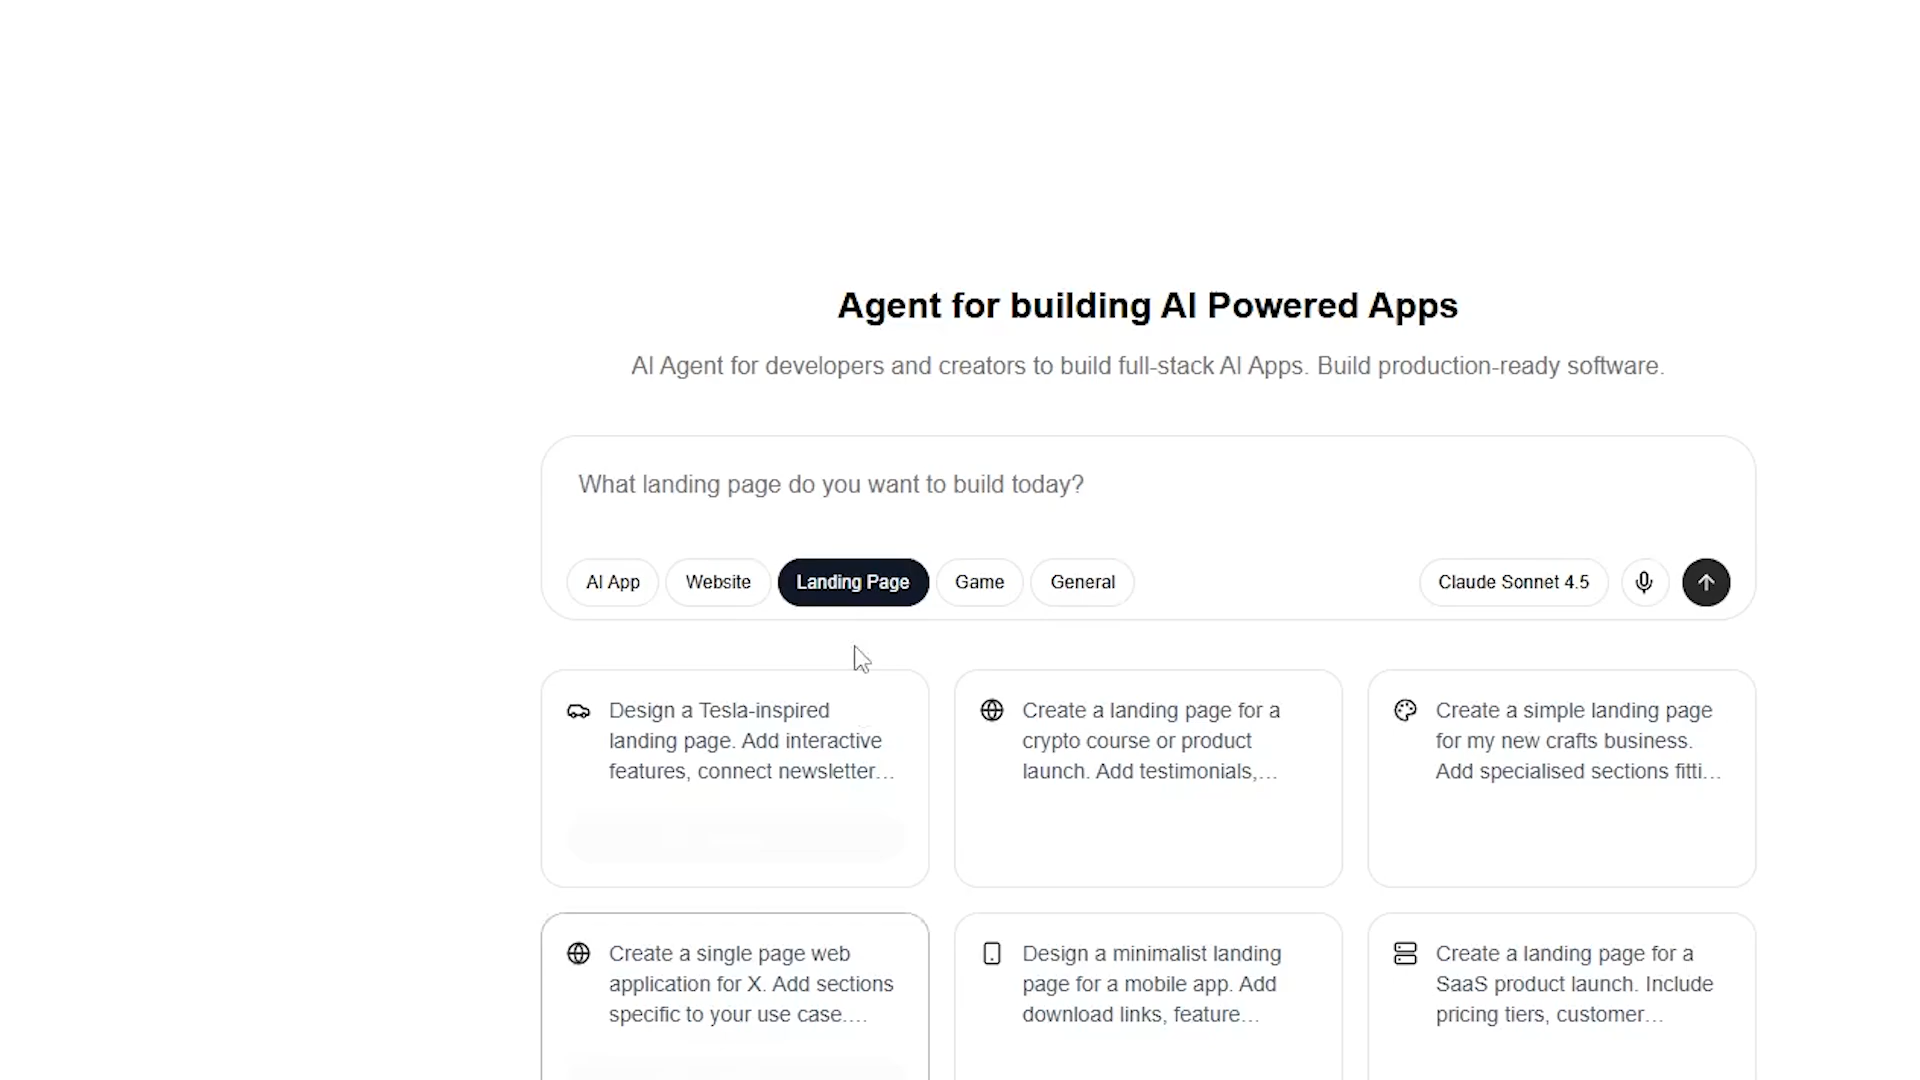 Agent for building AI Powered Apps
AI Agent for developers and creators to build full-stack AI Apps. Build production-ready software.
What landing page do you want to build today?
AI App
Website
Landing Page
Game
General
Claude Sonnet 4.5
Design a Tesla-inspired
landing page. Add interactive
features, connect newsletter...
Create a landing page for a
crypto course or product
launch. Add testimonials,...
Create a simple landing page
for my new crafts business.
Add specialised sections fitti...
Create a single page web
application for X. Add sections
specific to your use case....
Design a minimalist landing
page for a mobile app. Add
download links, feature...
Create a landing page for a
SaaS product launch. Include
pricing tiers, customer...